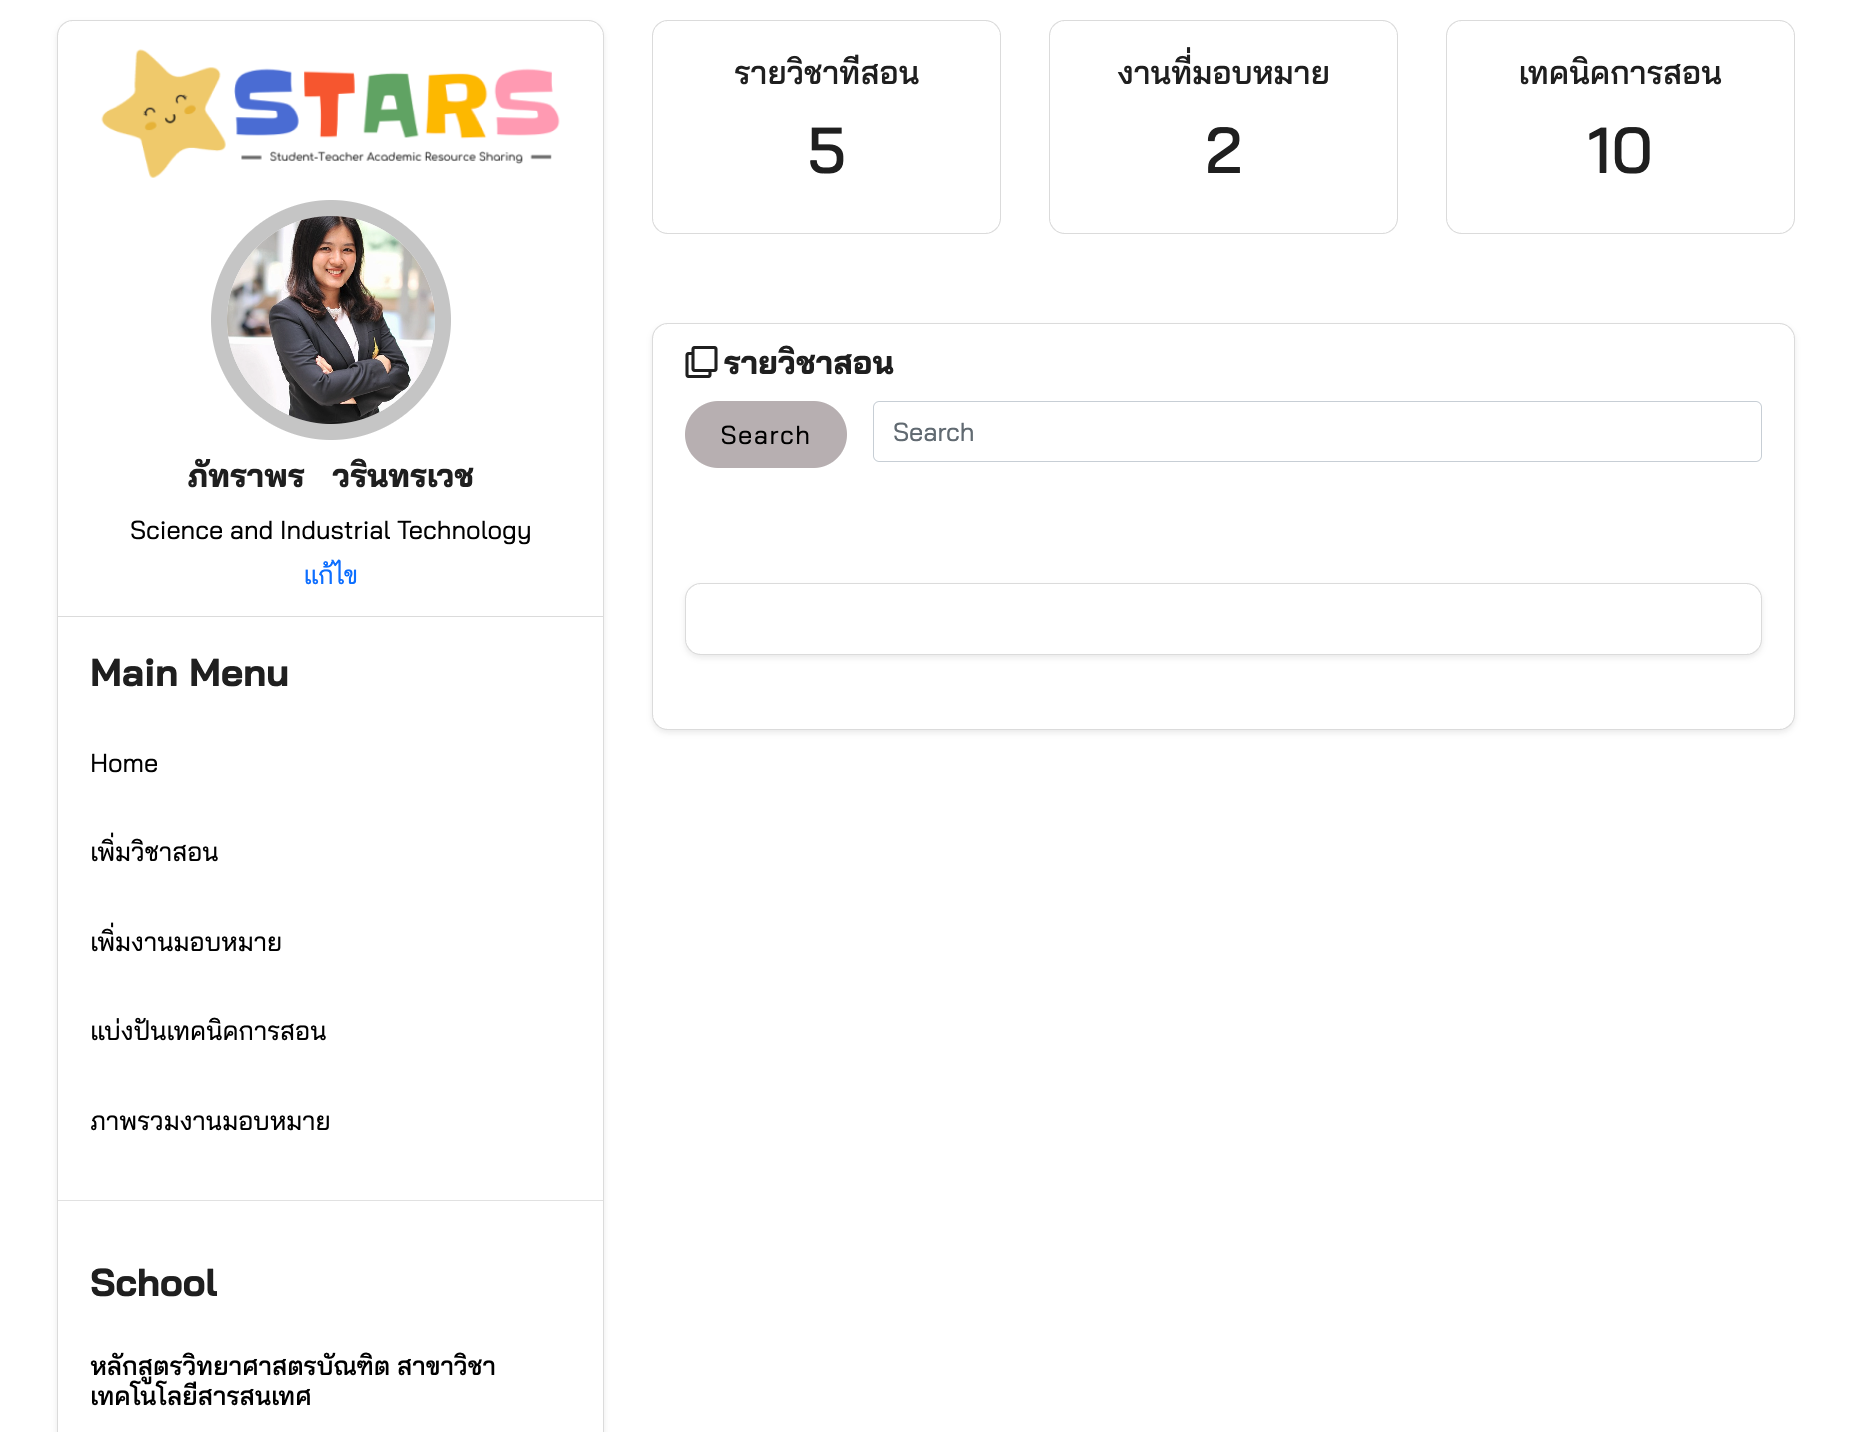 STARS
Student-Teacher Academic Resource Sharing
ภัทราพร วรินทรเวช
Science and Industrial Technology
แก้ไข
Main Menu
Home
เพิ่มวิชาสอน
เพิ่มงานมอบหมาย
แบ่งปันเทคนิคการสอน
ภาพรวมงานมอบหมาย
School
หลักสูตรวิทยาศาสตรบัณฑิต สาขาวิชา
เทคโนโลยีสารสนเทศ
รายวิชาทีสอน
5
งานที่มอบหมาย
2
เทคนิคการสอน
10
รายวิชาสอน
Search
Search